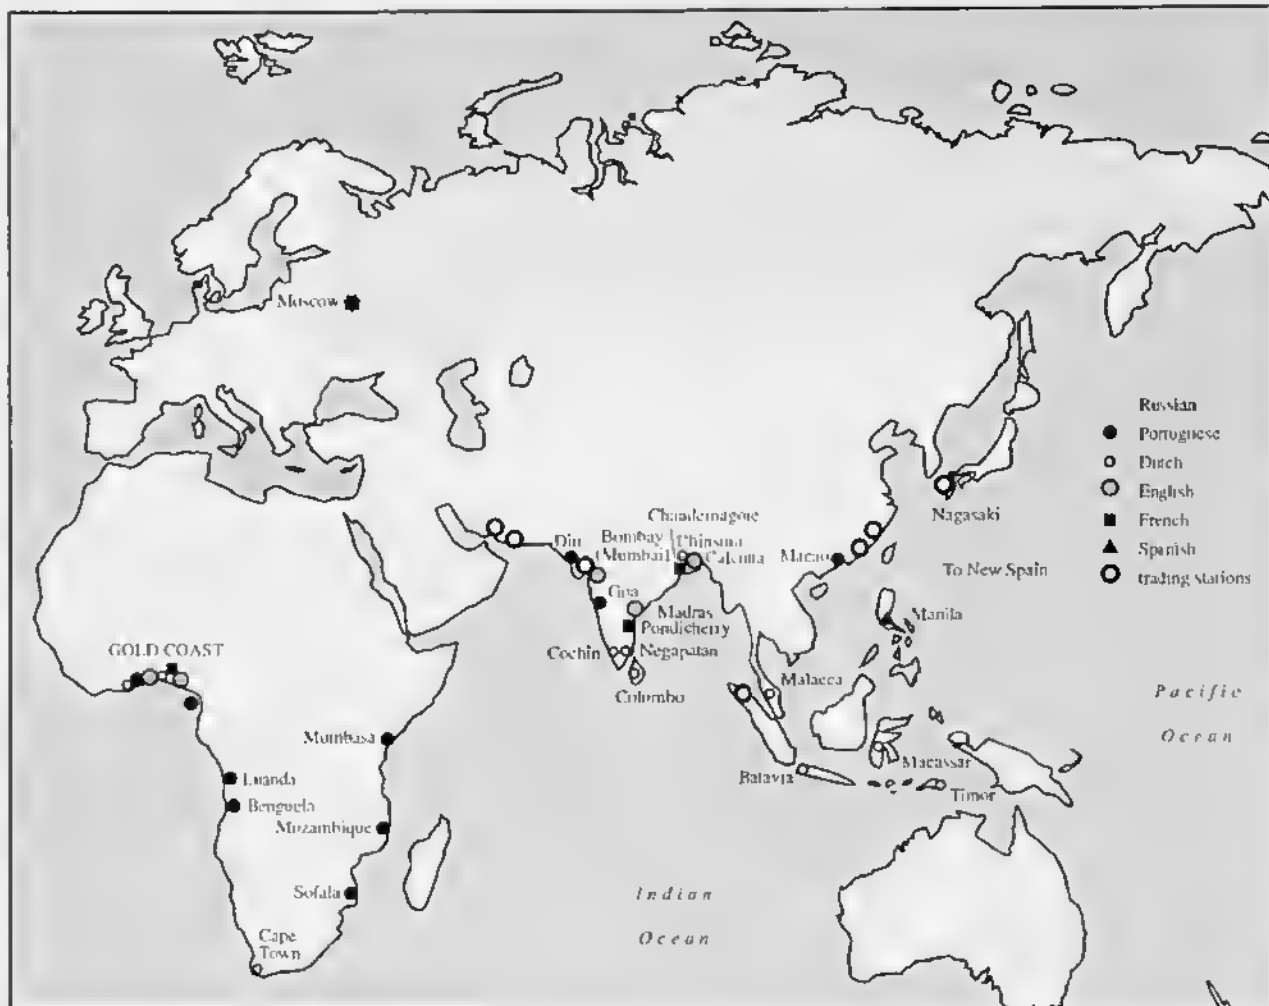 Moscow
Russian
Portuguese
Dutch
English
French
Spanish
trading stations
Nagasaki
Chandernagore
Bombay
(Mumbai)
Chinsura
Calcutta
Diu
Macao
To New Spain
Goa
Manila
Madras
Pondicherry
GOLD COAST
Cochin
Negapatan
Malacca
Columbo
Pacific
Ocean
Mombasa
Macassar
Batavia
Luanda
Timor
Benguela
Mozambique
Sofala
Indian
Ocean
Cape
Town